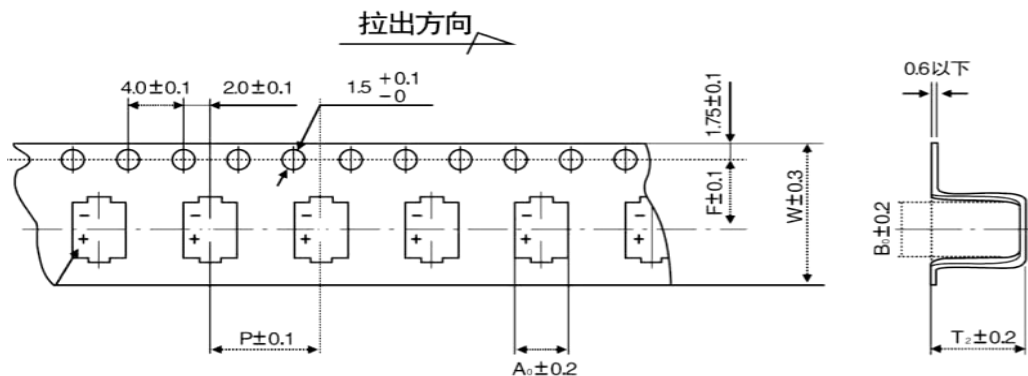 拉出方向
4.0±0.1
2.0±0.1
1.5 +0.1 -0
1.75±0.1
0.6以下
F±0.1
W±0.3
B₀±0.2
- - - - -
+ + + + + +
P±0.1
A₀±0.2
T₂±0.2